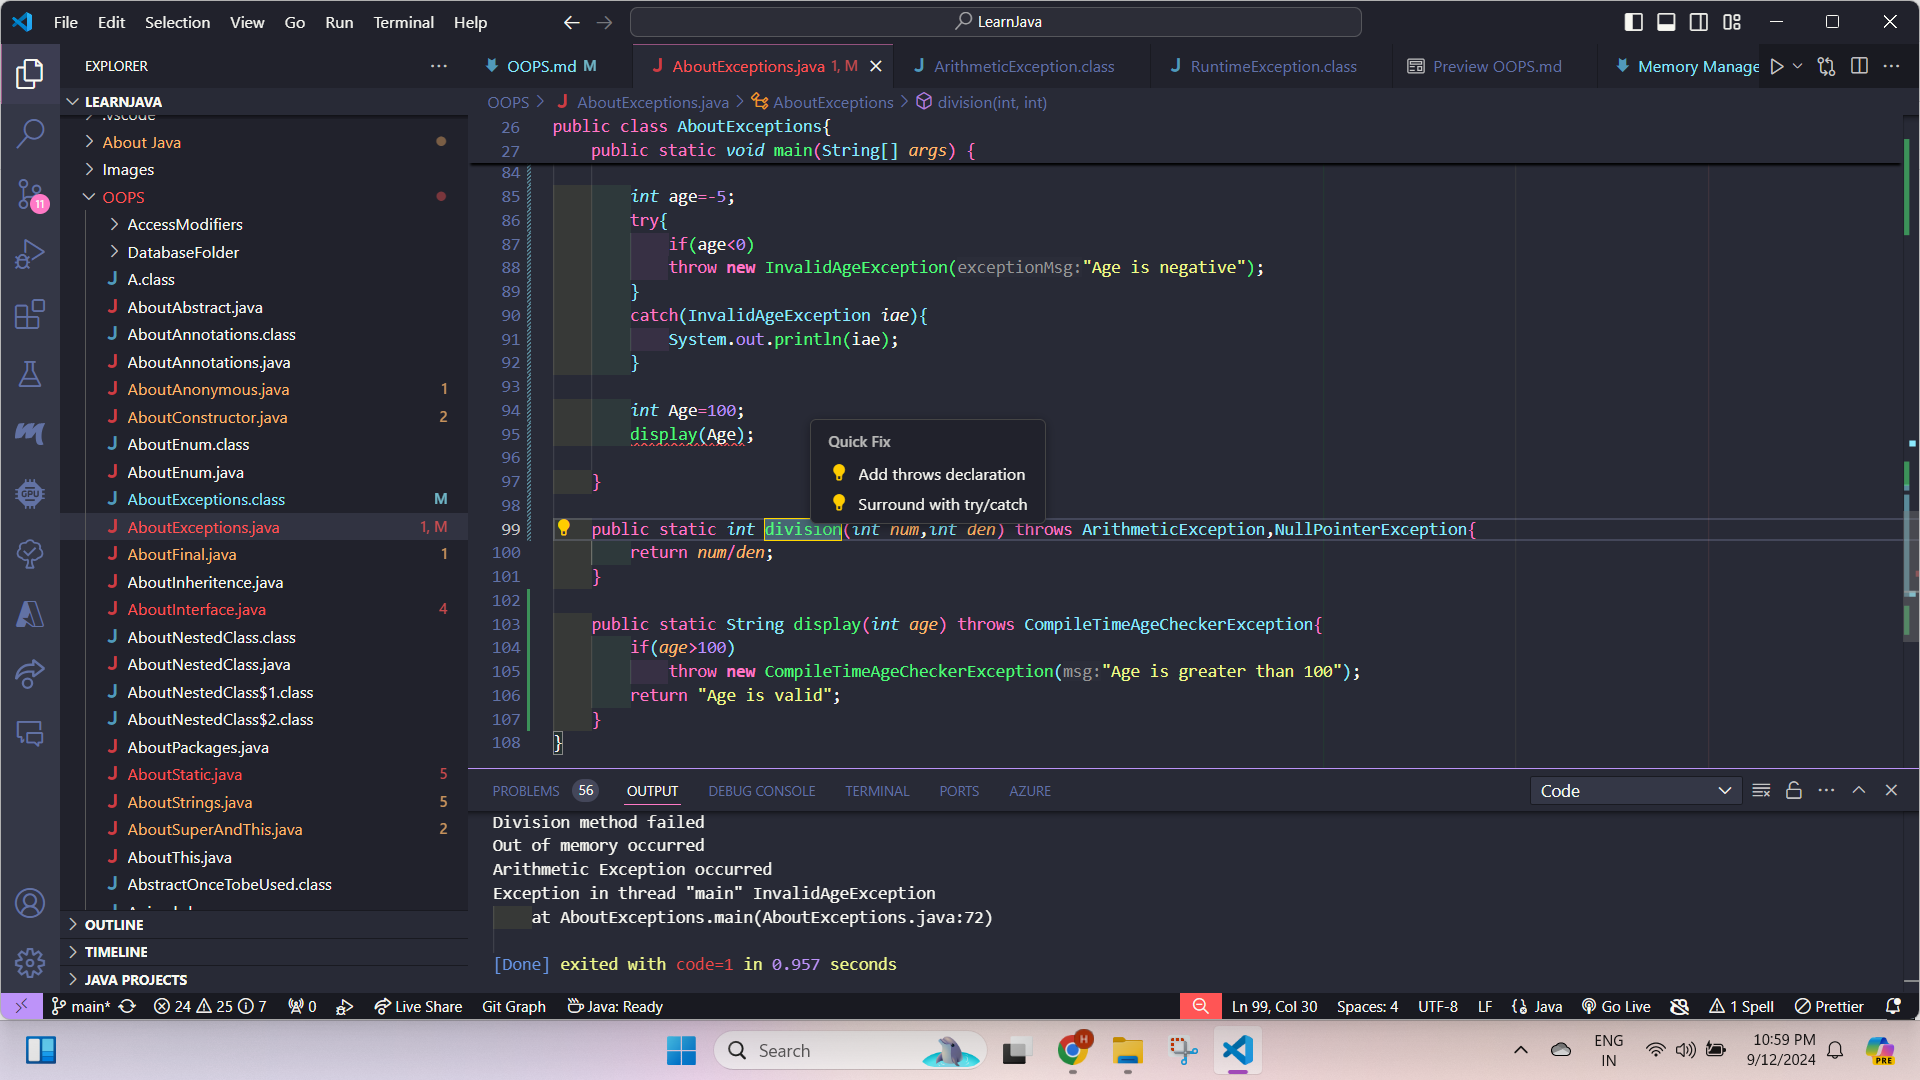 File Edit Selection View Go Run Terminal Help
LearnJava
EXPLORER
OOPS.md M
AboutExceptions.java 1, M
ArithmeticException.class
RuntimeException.class
Preview OOPS.md
Memory Manage
LEARNJAVA
.vscode
About Java
Images
OOPS
AccessModifiers
DatabaseFolder
A.class
AboutAbstract.java
AboutAnnotations.class
AboutAnnotations.java
AboutAnonymous.java 1
AboutConstructor.java 2
AboutEnum.class
AboutEnum.java
AboutExceptions.class M
AboutExceptions.java 1, M
AboutFinal.java 1
AboutInheritence.java
AboutInterface.java 4
AboutNestedClass.class
AboutNestedClass.java
AboutNestedClass$1.class
AboutNestedClass$2.class
AboutPackages.java
AboutStatic.java 5
AboutStrings.java 5
AboutSuperAndThis.java 2
AboutThis.java
AbstractOnceTobeUsed.class
OUTLINE
TIMELINE
JAVA PROJECTS
11
GPU
OOPS > AboutExceptions.java > AboutExceptions > division(int, int)
26 public class AboutExceptions{
27 public static void main(String[] args) {
84
85 int age=-5;
86 try{
87 if(age<0)
88 throw new InvalidAgeException(exceptionMsg:"Age is negative");
89 }
90 catch(InvalidAgeException iae){
91 System.out.println(iae);
92 }
93
94 int Age=100;
95 display(Age);
96
97 }
98
Quick Fix
Add throws declaration
Surround with try/catch
99 public static int division(int num,int den) throws ArithmeticException,NullPointerException{
100 return num/den;
101 }
102
103 public static String display(int age) throws CompileTimeAgeCheckerException{
104 if(age>100)
105 throw new CompileTimeAgeCheckerException(msg:"Age is greater than 100");
106 return "Age is valid";
107 }
108 }
PROBLEMS 56 OUTPUT DEBUG CONSOLE TERMINAL PORTS AZURE
Code
Division method failed
Out of memory occurred
Arithmetic Exception occurred
Exception in thread "main" InvalidAgeException
at AboutExceptions.main(AboutExceptions.java:72)
[Done] exited with code=1 in 0.957 seconds
main* 24 25 7 0 Live Share Git Graph Java: Ready
Ln 99, Col 30 Spaces: 4 UTF-8 LF {} Java Go Live 1 Spell Prettier
Search
H
ENG
IN
10:59 PM
9/12/2024
PRE